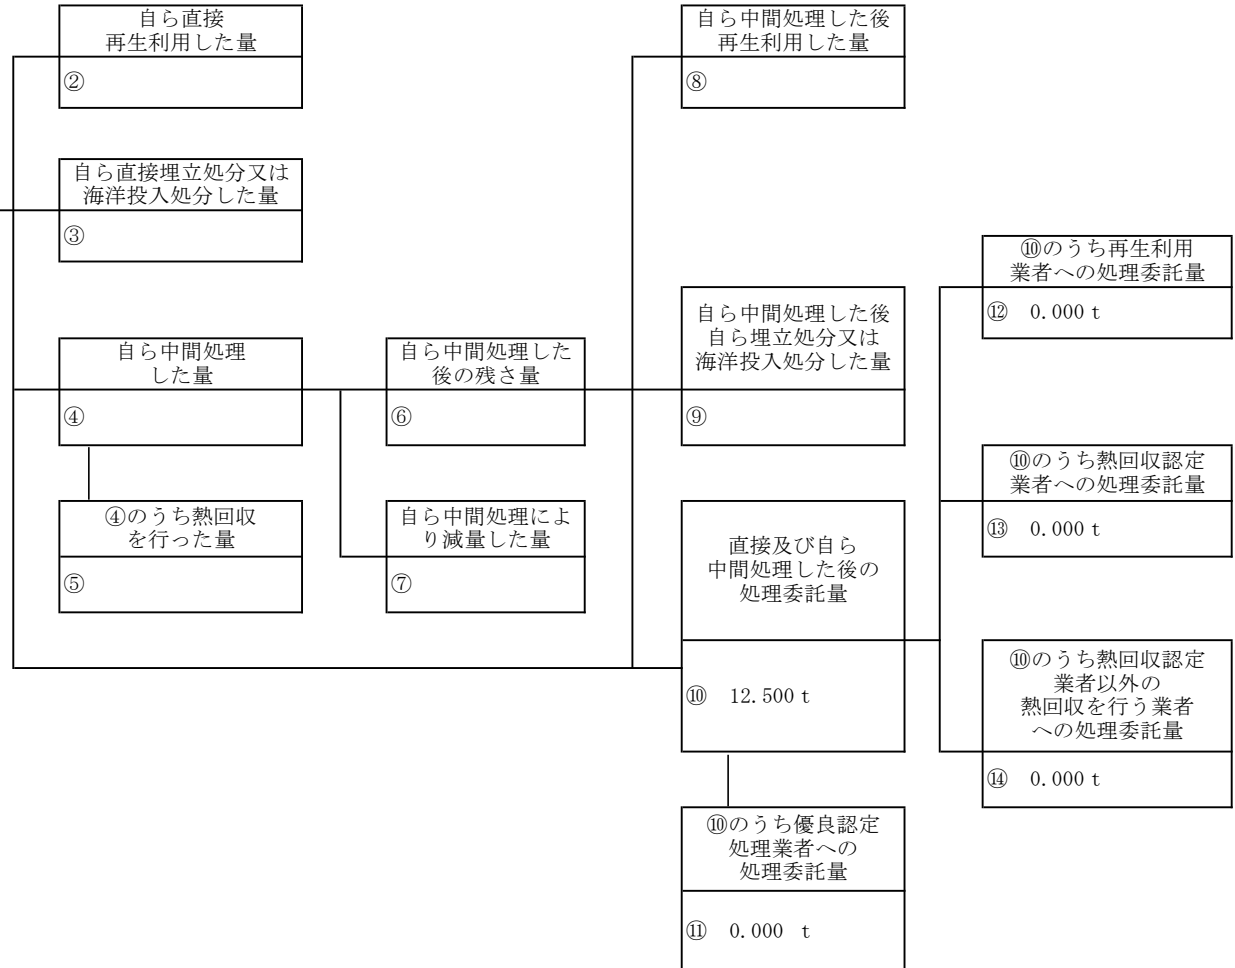 自ら直接
再生利用した量
②
自ら中間処理した後
再生利用した量
⑧
自ら直接埋立処分又は
海洋投入処分した量
③
⑩のうち再生利用
業者への処理委託量
⑫ 0.000 t
自ら中間処理した後
自ら埋立処分又は
海洋投入処分した量
⑨
自ら中間処理
した量
④
自ら中間処理した
後の残さ量
⑥
⑩のうち熱回収認定
業者への処理委託量
⑬ 0.000 t
④のうち熱回収
を行った量
⑤
自ら中間処理によ
り減量した量
⑦
直接及び自ら
中間処理した後の
処理委託量
⑩ 12.500 t
⑩のうち熱回収認定
業者以外の
熱回収を行う業者
への処理委託量
⑭ 0.000 t
⑩のうち優良認定
処理業者への
処理委託量
⑪ 0.000 t